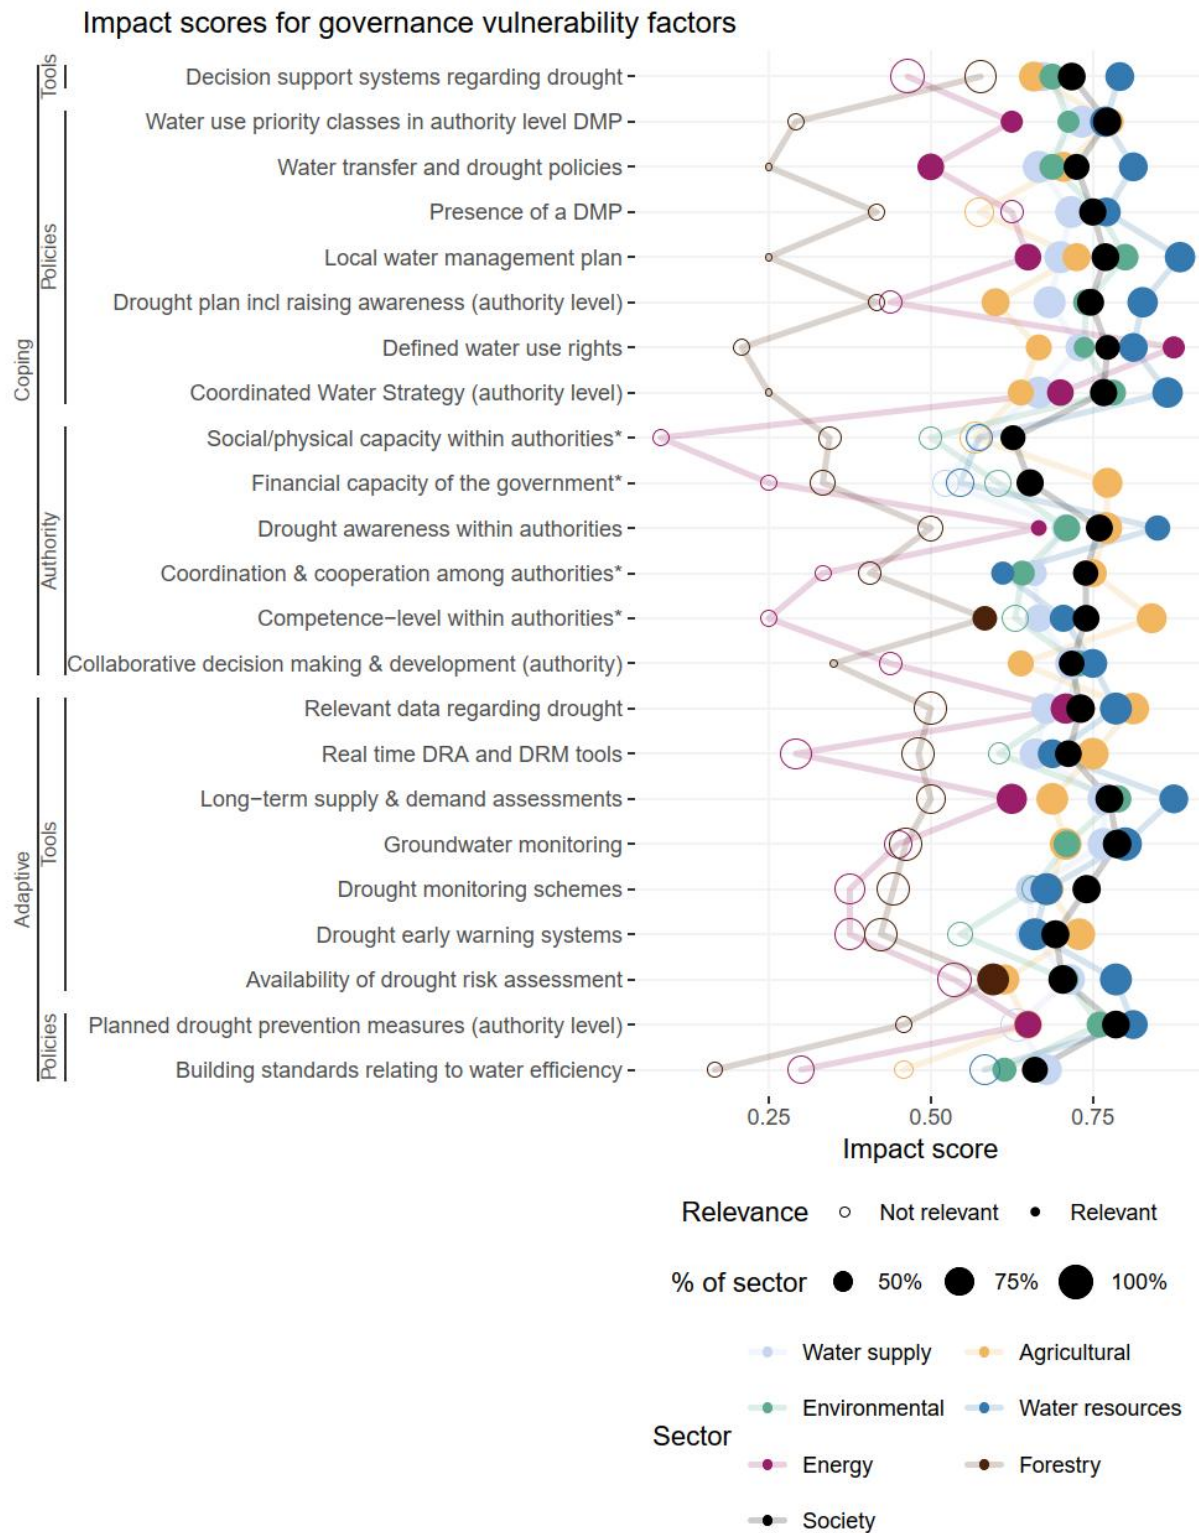 Impact scores for governance vulnerability factors
Tools
Decision support systems regarding drought
Coping
Policies
Water use priority classes in authority level DMP
Water transfer and drought policies
Presence of a DMP
Local water management plan
Drought plan incl raising awareness (authority level)
Defined water use rights
Coordinated Water Strategy (authority level)
Authority
Social/physical capacity within authorities*
Financial capacity of the government*
Drought awareness within authorities
Coordination & cooperation among authorities*
Competence−level within authorities*
Collaborative decision making & development (authority)
Adaptive
Tools
Relevant data regarding drought
Real time DRA and DRM tools
Long−term supply & demand assessments
Groundwater monitoring
Drought monitoring schemes
Drought early warning systems
Availability of drought risk assessment
Policies
Planned drought prevention measures (authority level)
Building standards relating to water efficiency
0.25 0.50 0.75
Impact score
Relevance Not relevant Relevant
% of sector 50% 75% 100%
Sector
Water supply Agricultural
Environmental Water resources
Energy Forestry
Society